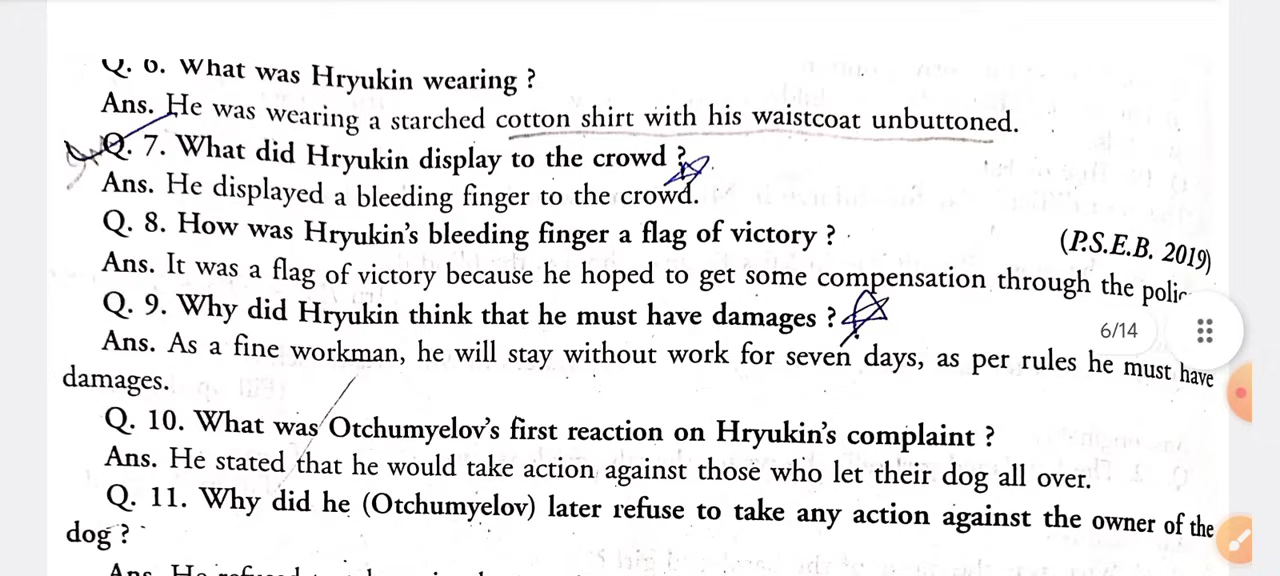 Q. 6. What was Hryukin wearing ?
Ans. He was wearing a starched cotton shirt with his waistcoat unbuttoned.
Q. 7. What did Hryukin display to the crowd ?
Ans. He displayed a bleeding finger to the crowd.
Q. 8. How was Hryukin's bleeding finger a flag of victory ?
(P.S.E.B. 2019)
Ans. It was a flag of victory because he hoped to get some compensation through the
Q. 9. Why did Hryukin think that he must have damages ?
6/14
Ans. As a fine workman, he will stay without work for seven days, as per rules he must have
damages.
Q. 10. What was Otchumyelov's first reaction on Hryukin's complaint ?
Ans. He stated that he would take action against those who let their dog all over.
Q. 11. Why did he (Otchumyelov) later refuse to take any action against the owner of the
dog ?
Ans. He